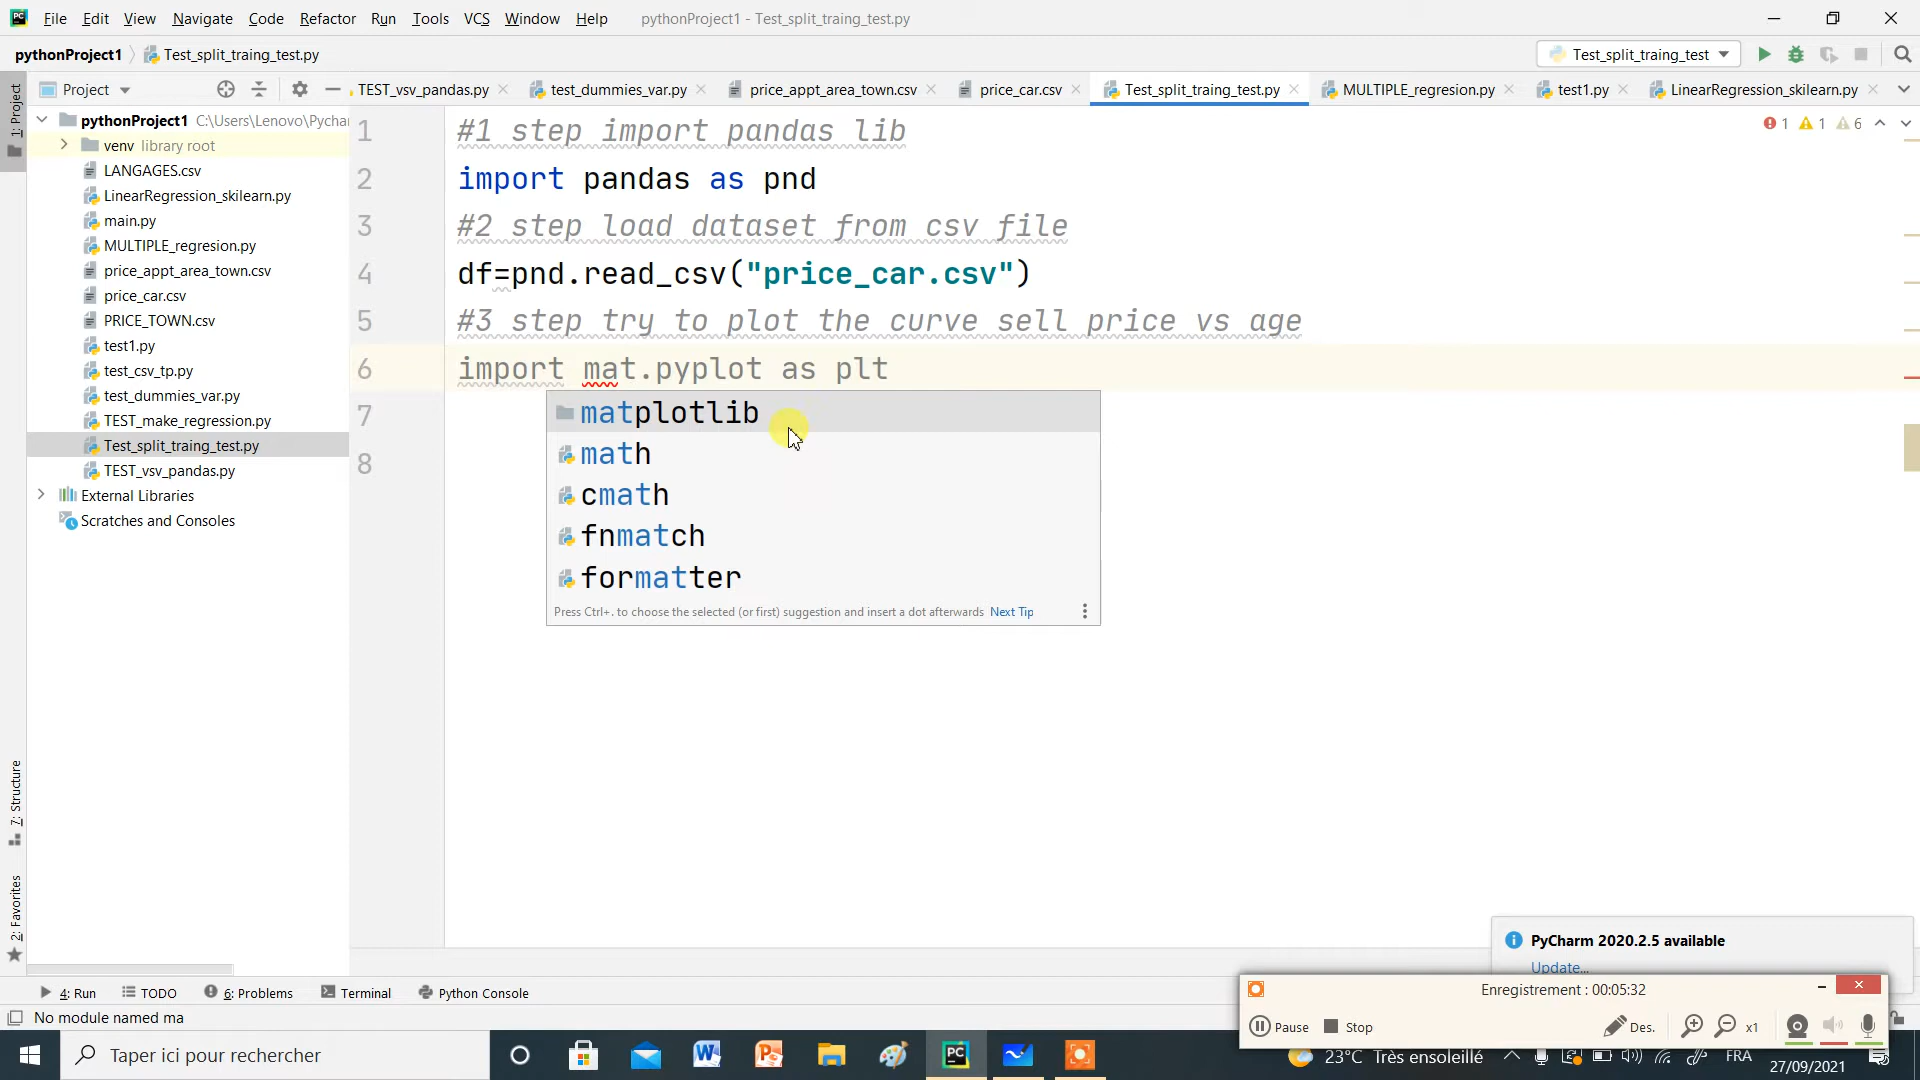 File Edit View Navigate Code Refactor Run Tools VCS Window Help pythonProject1 - Test_split_traing_test.py
pythonProject1 Test_split_traing_test.py Test_split_traing_test
1: Project
Project
TEST_vsv_pandas.py test_dummies_var.py price_appt_area_town.csv price_car.csv Test_split_traing_test.py MULTIPLE_regresion.py test1.py LinearRegression_skilearn.py
pythonProject1 C:\Users\Lenovo\Pychar
venv library root
LANGAGES.csv
LinearRegression_skilearn.py
main.py
MULTIPLE_regresion.py
price_appt_area_town.csv
price_car.csv
PRICE_TOWN.csv
test1.py
test_csv_tp.py
test_dummies_var.py
TEST_make_regression.py
Test_split_traing_test.py
TEST_vsv_pandas.py
External Libraries
Scratches and Consoles
1 #1 step import pandas lib
2 import pandas as pnd
3 #2 step load dataset from csv file
4 df=pnd.read_csv("price_car.csv")
5 #3 step try to plot the curve sell price vs age
6 import mat.pyplot as plt
7
8
1 1 6
matplotlib
math
cmath
fnmatch
formatter
Press Ctrl+. to choose the selected (or first) suggestion and insert a dot afterwards Next Tip
7: Structure
2: Favorites
PyCharm 2020.2.5 available
Update...
Enregistrement : 00:05:32
Pause Stop Des. x1
4: Run TODO 6: Problems Terminal Python Console
No module named ma
Taper ici pour rechercher
23°C Très ensoleillé FRA
27/09/2021